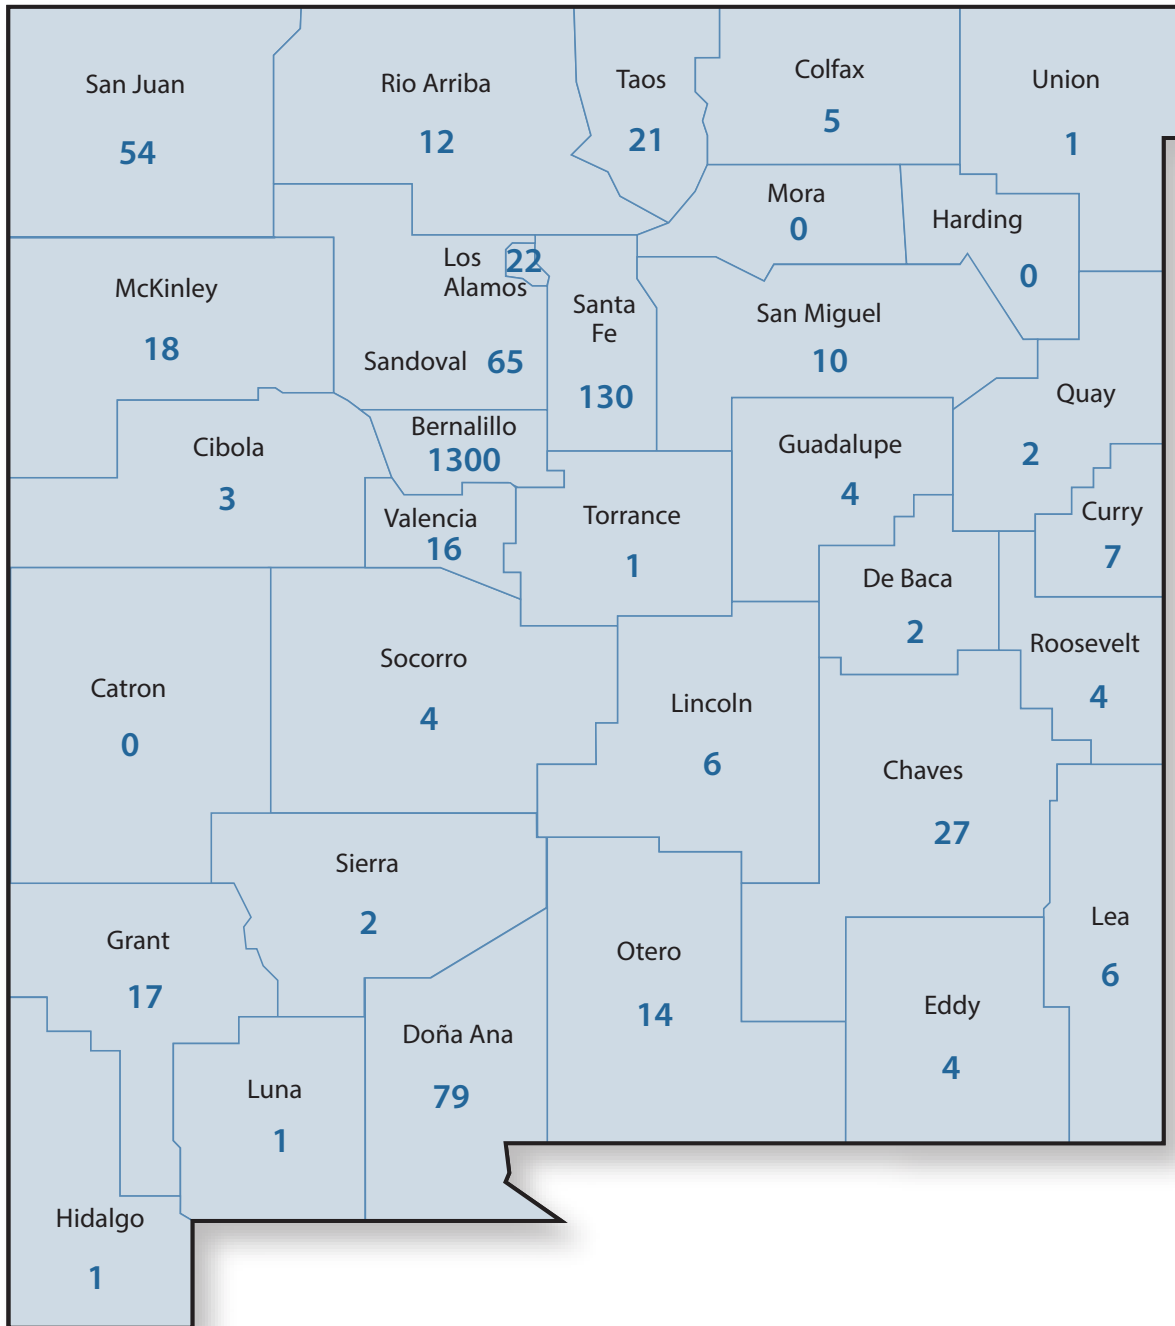 San Juan
54
Rio Arriba
12
Taos
21
Colfax
5
Union
1
Mora
0
Harding
0
McKinley
18
Los
Alamos
22
Sandoval 65
Santa
Fe
130
San Miguel
10
Quay
2
Cibola
3
Bernalillo
1300
Guadalupe
4
Curry
7
Valencia
16
Torrance
1
De Baca
2
Roosevelt
4
Catron
0
Socorro
4
Lincoln
6
Chaves
27
Sierra
2
Grant
17
Otero
14
Lea
6
Eddy
4
Doña Ana
79
Luna
1
Hidalgo
1